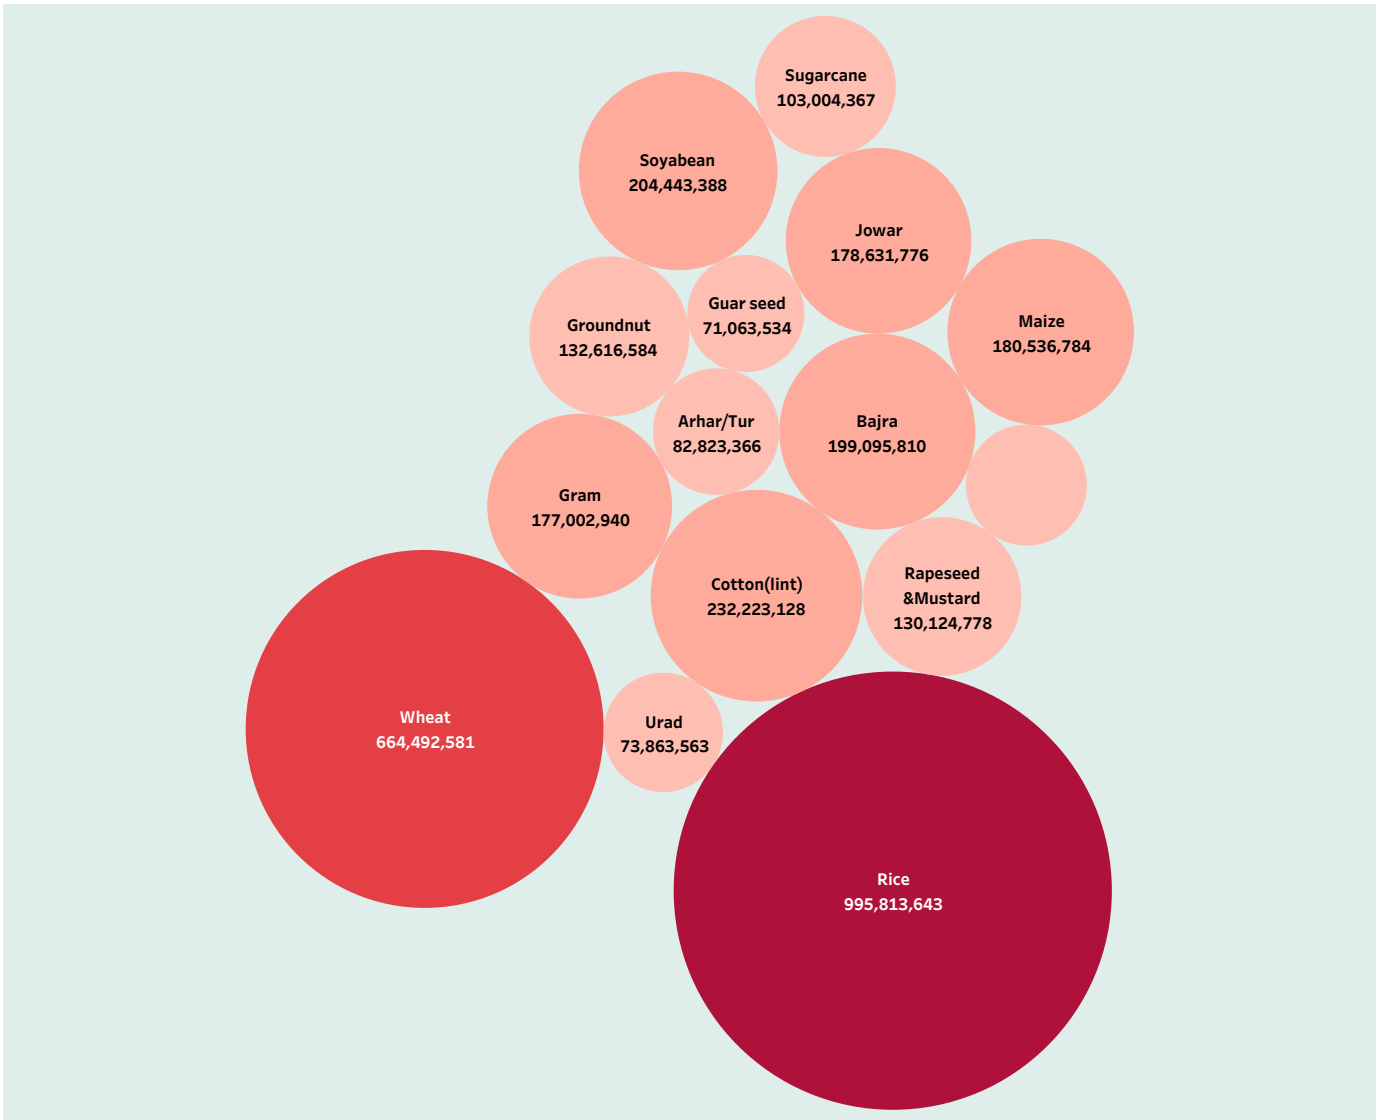 Sugarcane
103,004,367
Soyabean
204,443,388
Jowar
178,631,776
Guar seed
71,063,534
Groundnut
132,616,584
Maize
180,536,784
Arhar/Tur
82,823,366
Bajra
199,095,810
Gram
177,002,940
Cotton(lint)
232,223,128
Rapeseed
&Mustard
130,124,778
Wheat
664,492,581
Urad
73,863,563
Rice
995,813,643